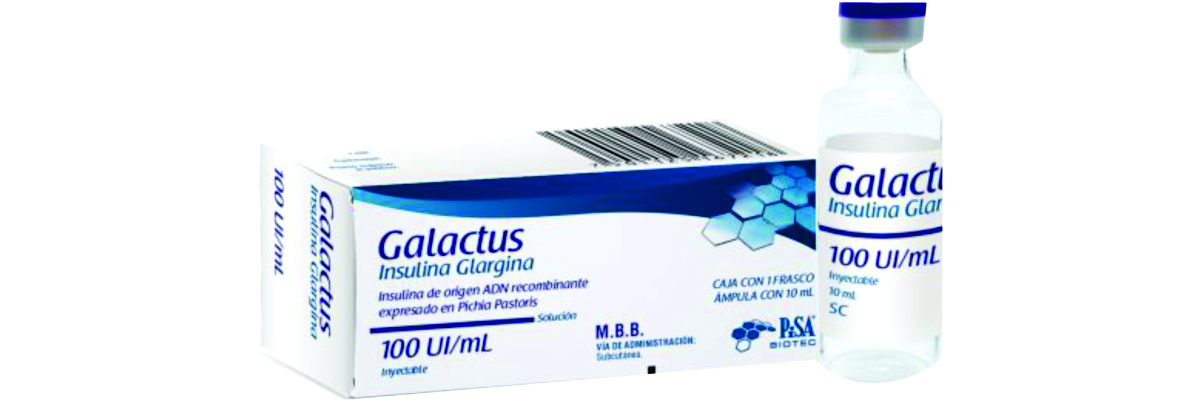 100 UI/mL
Galactus
Insulina Glargina
Galactus
Insulina Glargina
Insulina de origen ADN recombinante
expresado en Pichia Pastoris
Solución
100 UI/mL
Inyectable
M.B.B.
VÍA DE ADMINISTRACIÓN:
Subcutánea.
CAJA CON 1 FRASCO
ÁMPULA CON 10 mL
PiSA
BIOTEC
Galactu
Insulina Glar
100 UI/mL
Inyectable
10 mL
SC